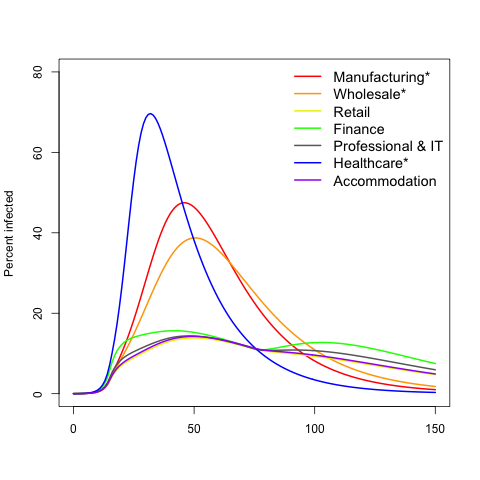 Percent infected
80
60
40
20
0
Manufacturing*
Wholesale*
Retail
Finance
Professional & IT
Healthcare*
Accommodation
0 50 100 150